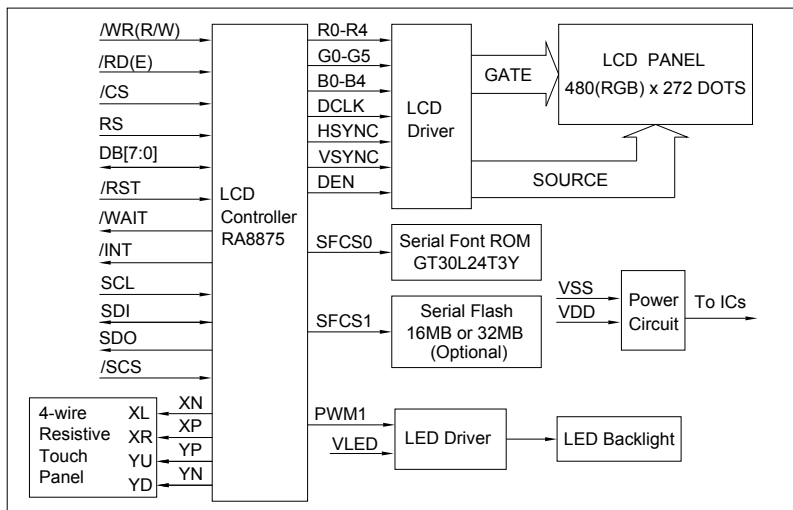 /WR(R/W)
/RD(E)
/CS
RS
DB[7:0]
/RST
/WAIT
/INT
SCL
SDI
SDO
/SCS
4-wire
Resistive
Touch
Panel
XL
XR
YU
YD
XN
XP
YP
YN
LCD
Controller
RA8875
R0-R4
G0-G5
B0-B4
DCLK
HSYNC
VSYNC
DEN
SFCS0
SFCS1
PWM1
VLED
LCD
Driver
GATE
SOURCE
LCD PANEL
480(RGB) x 272 DOTS
Serial Font ROM
GT30L24T3Y
Serial Flash
16MB or 32MB
(Optional)
VSS
VDD
Power
Circuit
To ICs
LED Driver
LED Backlight